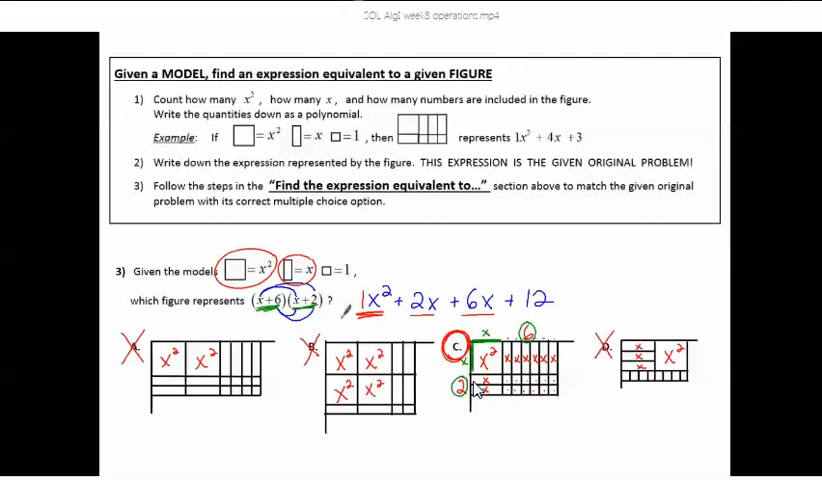 SOL AlgI week8 operations.mp4
Given a MODEL, find an expression equivalent to a given FIGURE
1) Count how many x², how many x, and how many numbers are included in the figure.
Write the quantities down as a polynomial.
Example: If □ = x² ▯ = x □ = 1, then represents 1x² + 4x + 3
2) Write down the expression represented by the figure. THIS EXPRESSION IS THE GIVEN ORIGINAL PROBLEM!
3) Follow the steps in the "Find the expression equivalent to..." section above to match the given original
problem with its correct multiple choice option.
3) Given the models □ = x² ▯ = x □ = 1,
which figure represents (x+6)(x+2) ? 1x² + 2x + 6x + 12
x 6
A. x² x²
B. x² x²
x² x²
C. x x² x x x x x x
2 x
x
D. x x²
x
x